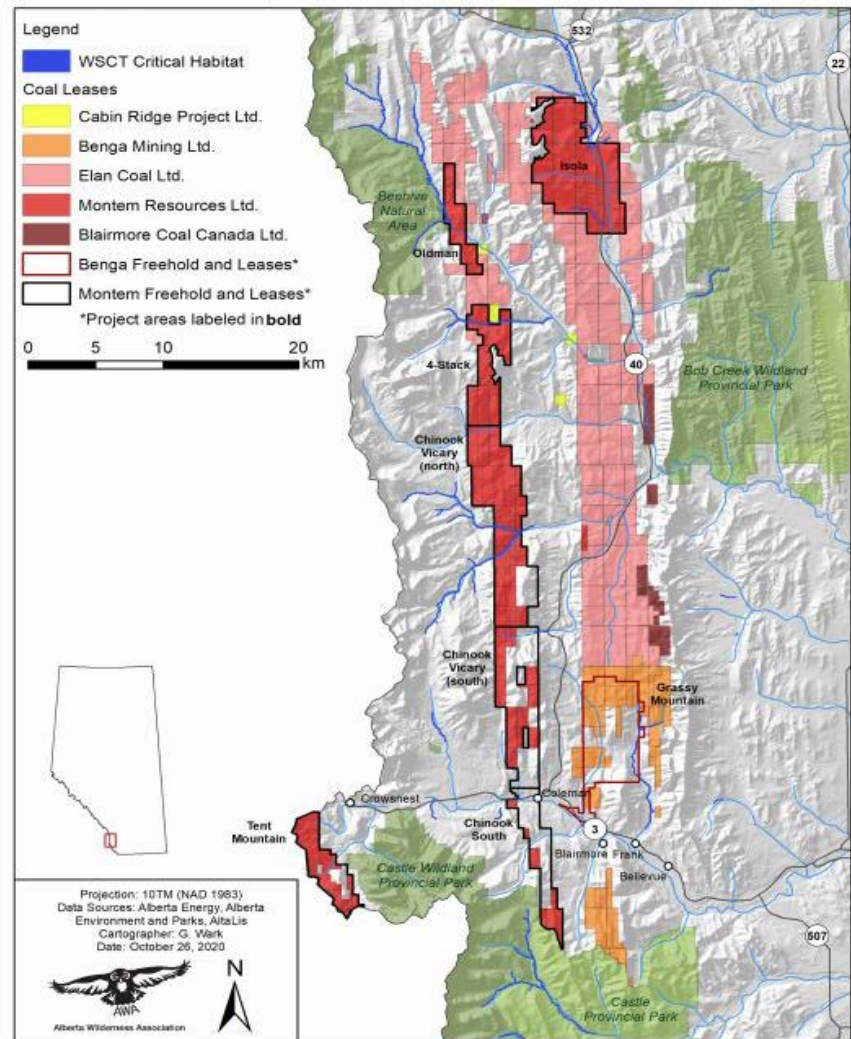 Legend
WSCT Critical Habitat
Coal Leases
Cabin Ridge Project Ltd.
Benga Mining Ltd.
Elan Coal Ltd.
Montem Resources Ltd.
Blairmore Coal Canada Ltd.
Benga Freehold and Leases*
Montem Freehold and Leases*
*Project areas labeled in bold
0 5 10 20
km
532
22
Isola
Beehive
Natural
Area
Oldman
4-Stack
40
Bob Creek Wildland
Provincial Park
Chinook
Vicary
(north)
Chinook
Vicary
(south)
Grassy
Mountain
Crowsnest
Coleman
Tent
Mountain
Chinook
South
3
Blairmore
Frank
Bellevue
Castle Wildland
Provincial Park
507
Castle
Provincial Park
Projection: 10TM (NAD 1983)
Data Sources: Alberta Energy, Alberta
Environment and Parks, AltaLis
Cartographer: G. Wark
Date: October 26, 2020
AWA
Alberta Wilderness Association
N